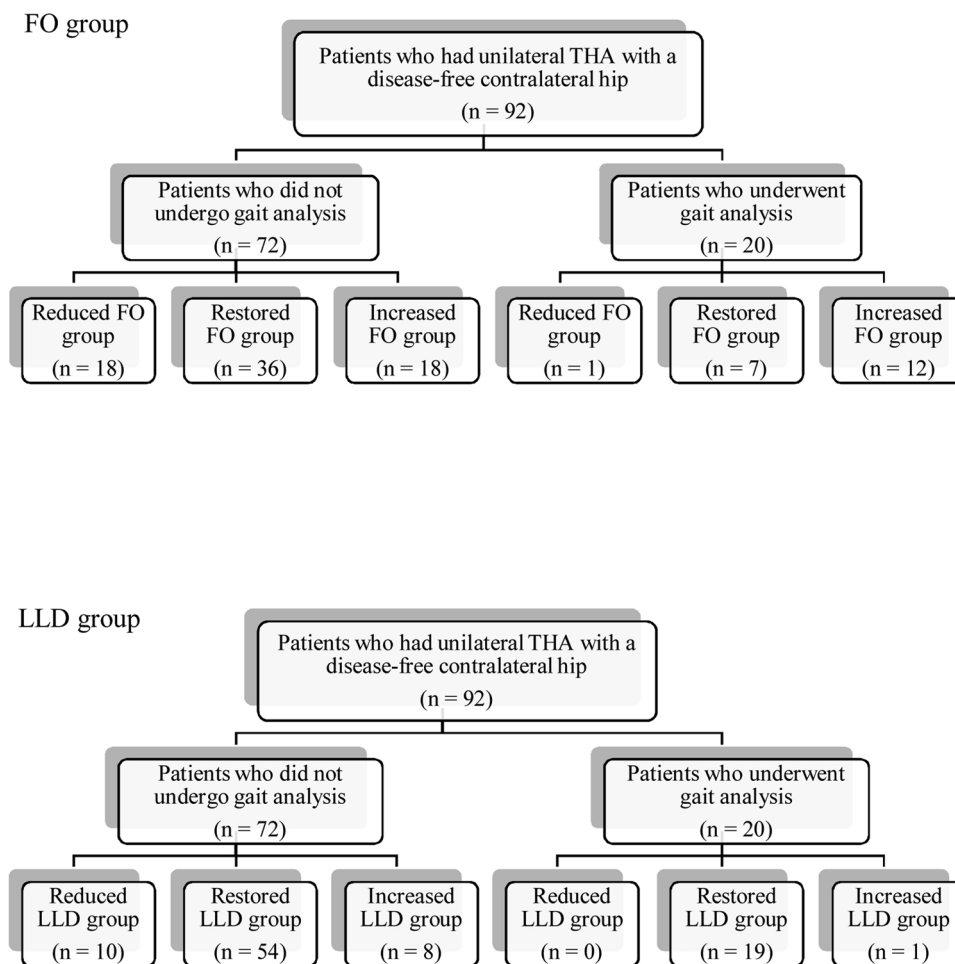 FO group
Patients who had unilateral THA with a
disease-free contralateral hip
(n = 92)
Patients who did not
undergo gait analysis
(n = 72)
Patients who underwent
gait analysis
(n = 20)
Reduced FO
group
(n = 18)
Restored
FO group
(n = 36)
Increased
FO group
(n = 18)
Reduced FO
group
(n = 1)
Restored
FO group
(n = 7)
Increased
FO group
(n = 12)
LLD group
Patients who had unilateral THA with a
disease-free contralateral hip
(n = 92)
Patients who did not
undergo gait analysis
(n = 72)
Patients who underwent
gait analysis
(n = 20)
Reduced
LLD group
(n = 10)
Restored
LLD group
(n = 54)
Increased
LLD group
(n = 8)
Reduced
LLD group
(n = 0)
Restored
LLD group
(n = 19)
Increased
LLD group
(n = 1)